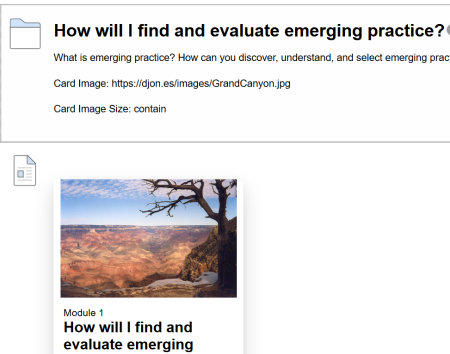 How will I find and evaluate emerging practice?
What is emerging practice? How can you discover, understand, and select emerging
Card Image: https://djon.es/images/GrandCanyon.jpg
Card Image Size: contain
Module 1
How will I find and
evaluate emerging